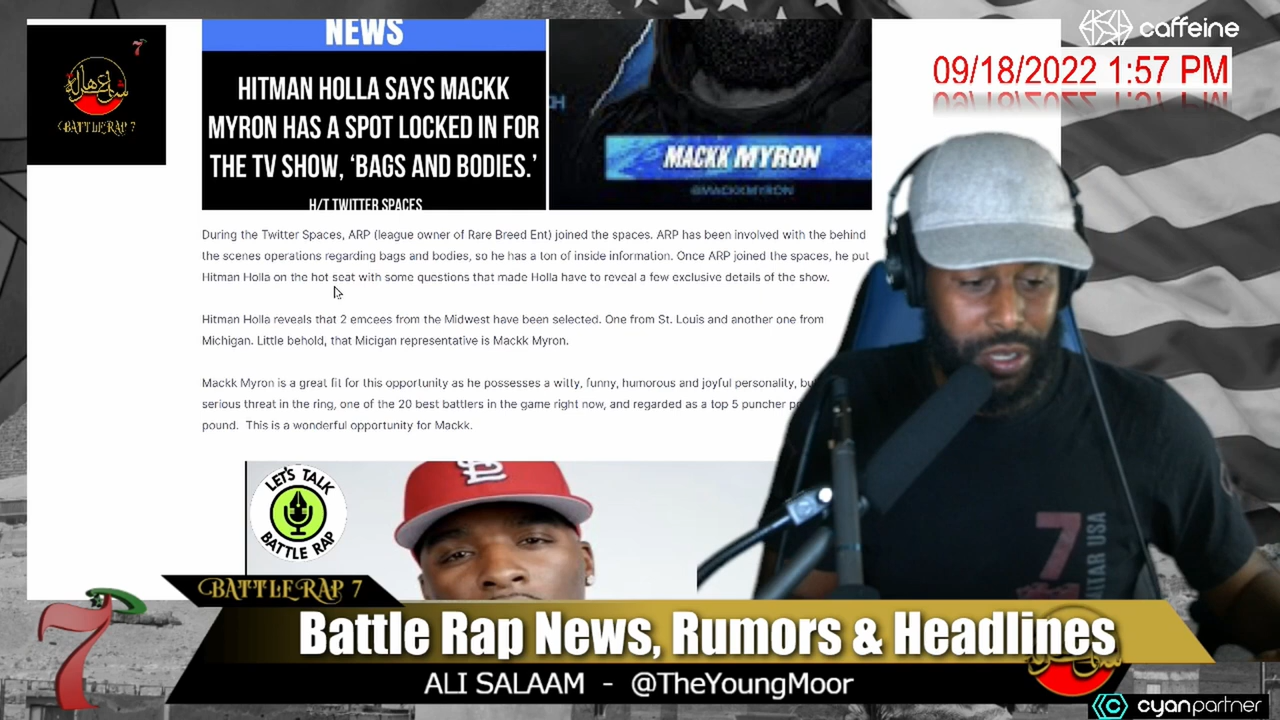 caffeine
09/18/2022 1:57 PM
7
BATTLE RAP 7
NEWS
HITMAN HOLLA SAYS MACKK
MYRON HAS A SPOT LOCKED IN FOR
THE TV SHOW, ‘BAGS AND BODIES.’
H/T TWITTER SPACES
MACKK MYRON
@MACKKMYRON
During the Twitter Spaces, ARP (league owner of Rare Breed Ent) joined the spaces. ARP has been involved with the behind
the scenes operations regarding bags and bodies, so he has a ton of inside information. Once ARP joined the spaces, he put
Hitman Holla on the hot seat with some questions that made Holla have to reveal a few exclusive details of the show.
Hitman Holla reveals that 2 emcees from the Midwest have been selected. One from St. Louis and another one from
Michigan. Little behold, that Micigan representative is Mackk Myron.
Mackk Myron is a great fit for this opportunity as he possesses a witty, funny, humorous and joyful personality,
serious threat in the ring, one of the 20 best battlers in the game right now, and regarded as a top 5 puncher
pound. This is a wonderful opportunity for Mackk.
LET'S TALK
BATTLE RAP
STL
7
ITAR USA
BATTLE RAP 7
7
Battle Rap News, Rumors & Headlines
ALI SALAAM - @TheYoungMoor
cyanpartner